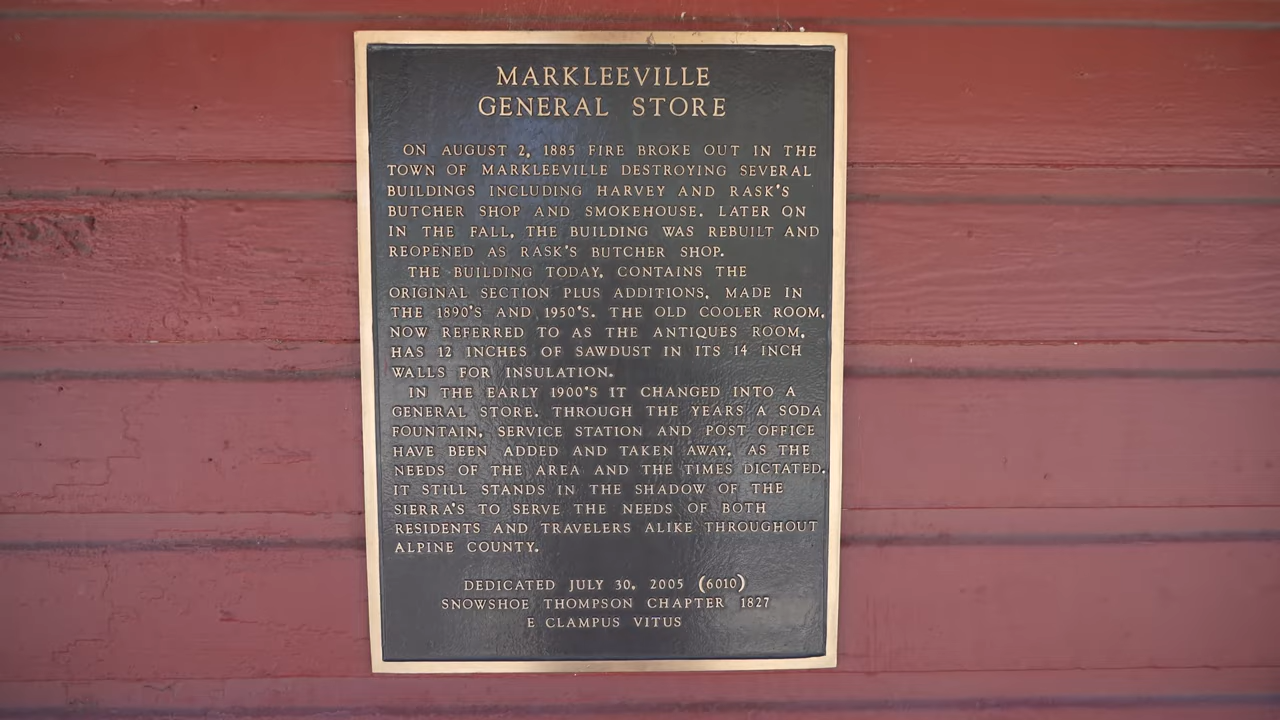 MARKLEEVILLE
GENERAL STORE
ON AUGUST 2, 1885 FIRE BROKE OUT IN THE
TOWN OF MARKLEEVILLE DESTROYING SEVERAL
BUILDINGS INCLUDING HARVEY AND RASK'S
BUTCHER SHOP AND SMOKEHOUSE. LATER ON
IN THE FALL, THE BUILDING WAS REBUILT AND
REOPENED AS RASK'S BUTCHER SHOP.
THE BUILDING TODAY, CONTAINS THE
ORIGINAL SECTION PLUS ADDITIONS, MADE IN
THE 1890'S AND 1950'S. THE OLD COOLER ROOM,
NOW REFERRED TO AS THE ANTIQUES ROOM,
HAS 12 INCHES OF SAWDUST IN ITS 14 INCH
WALLS FOR INSULATION.
IN THE EARLY 1900'S IT CHANGED INTO A
GENERAL STORE. THROUGH THE YEARS A SODA
FOUNTAIN, SERVICE STATION AND POST OFFICE
HAVE BEEN ADDED AND TAKEN AWAY, AS THE
NEEDS OF THE AREA AND THE TIMES DICTATED.
IT STILL STANDS IN THE SHADOW OF THE
SIERRA'S TO SERVE THE NEEDS OF BOTH
RESIDENTS AND TRAVELERS ALIKE THROUGHOUT
ALPINE COUNTY.
DEDICATED JULY 30, 2005 (6010)
SNOWSHOE THOMPSON CHAPTER 1827
E CLAMPUS VITUS